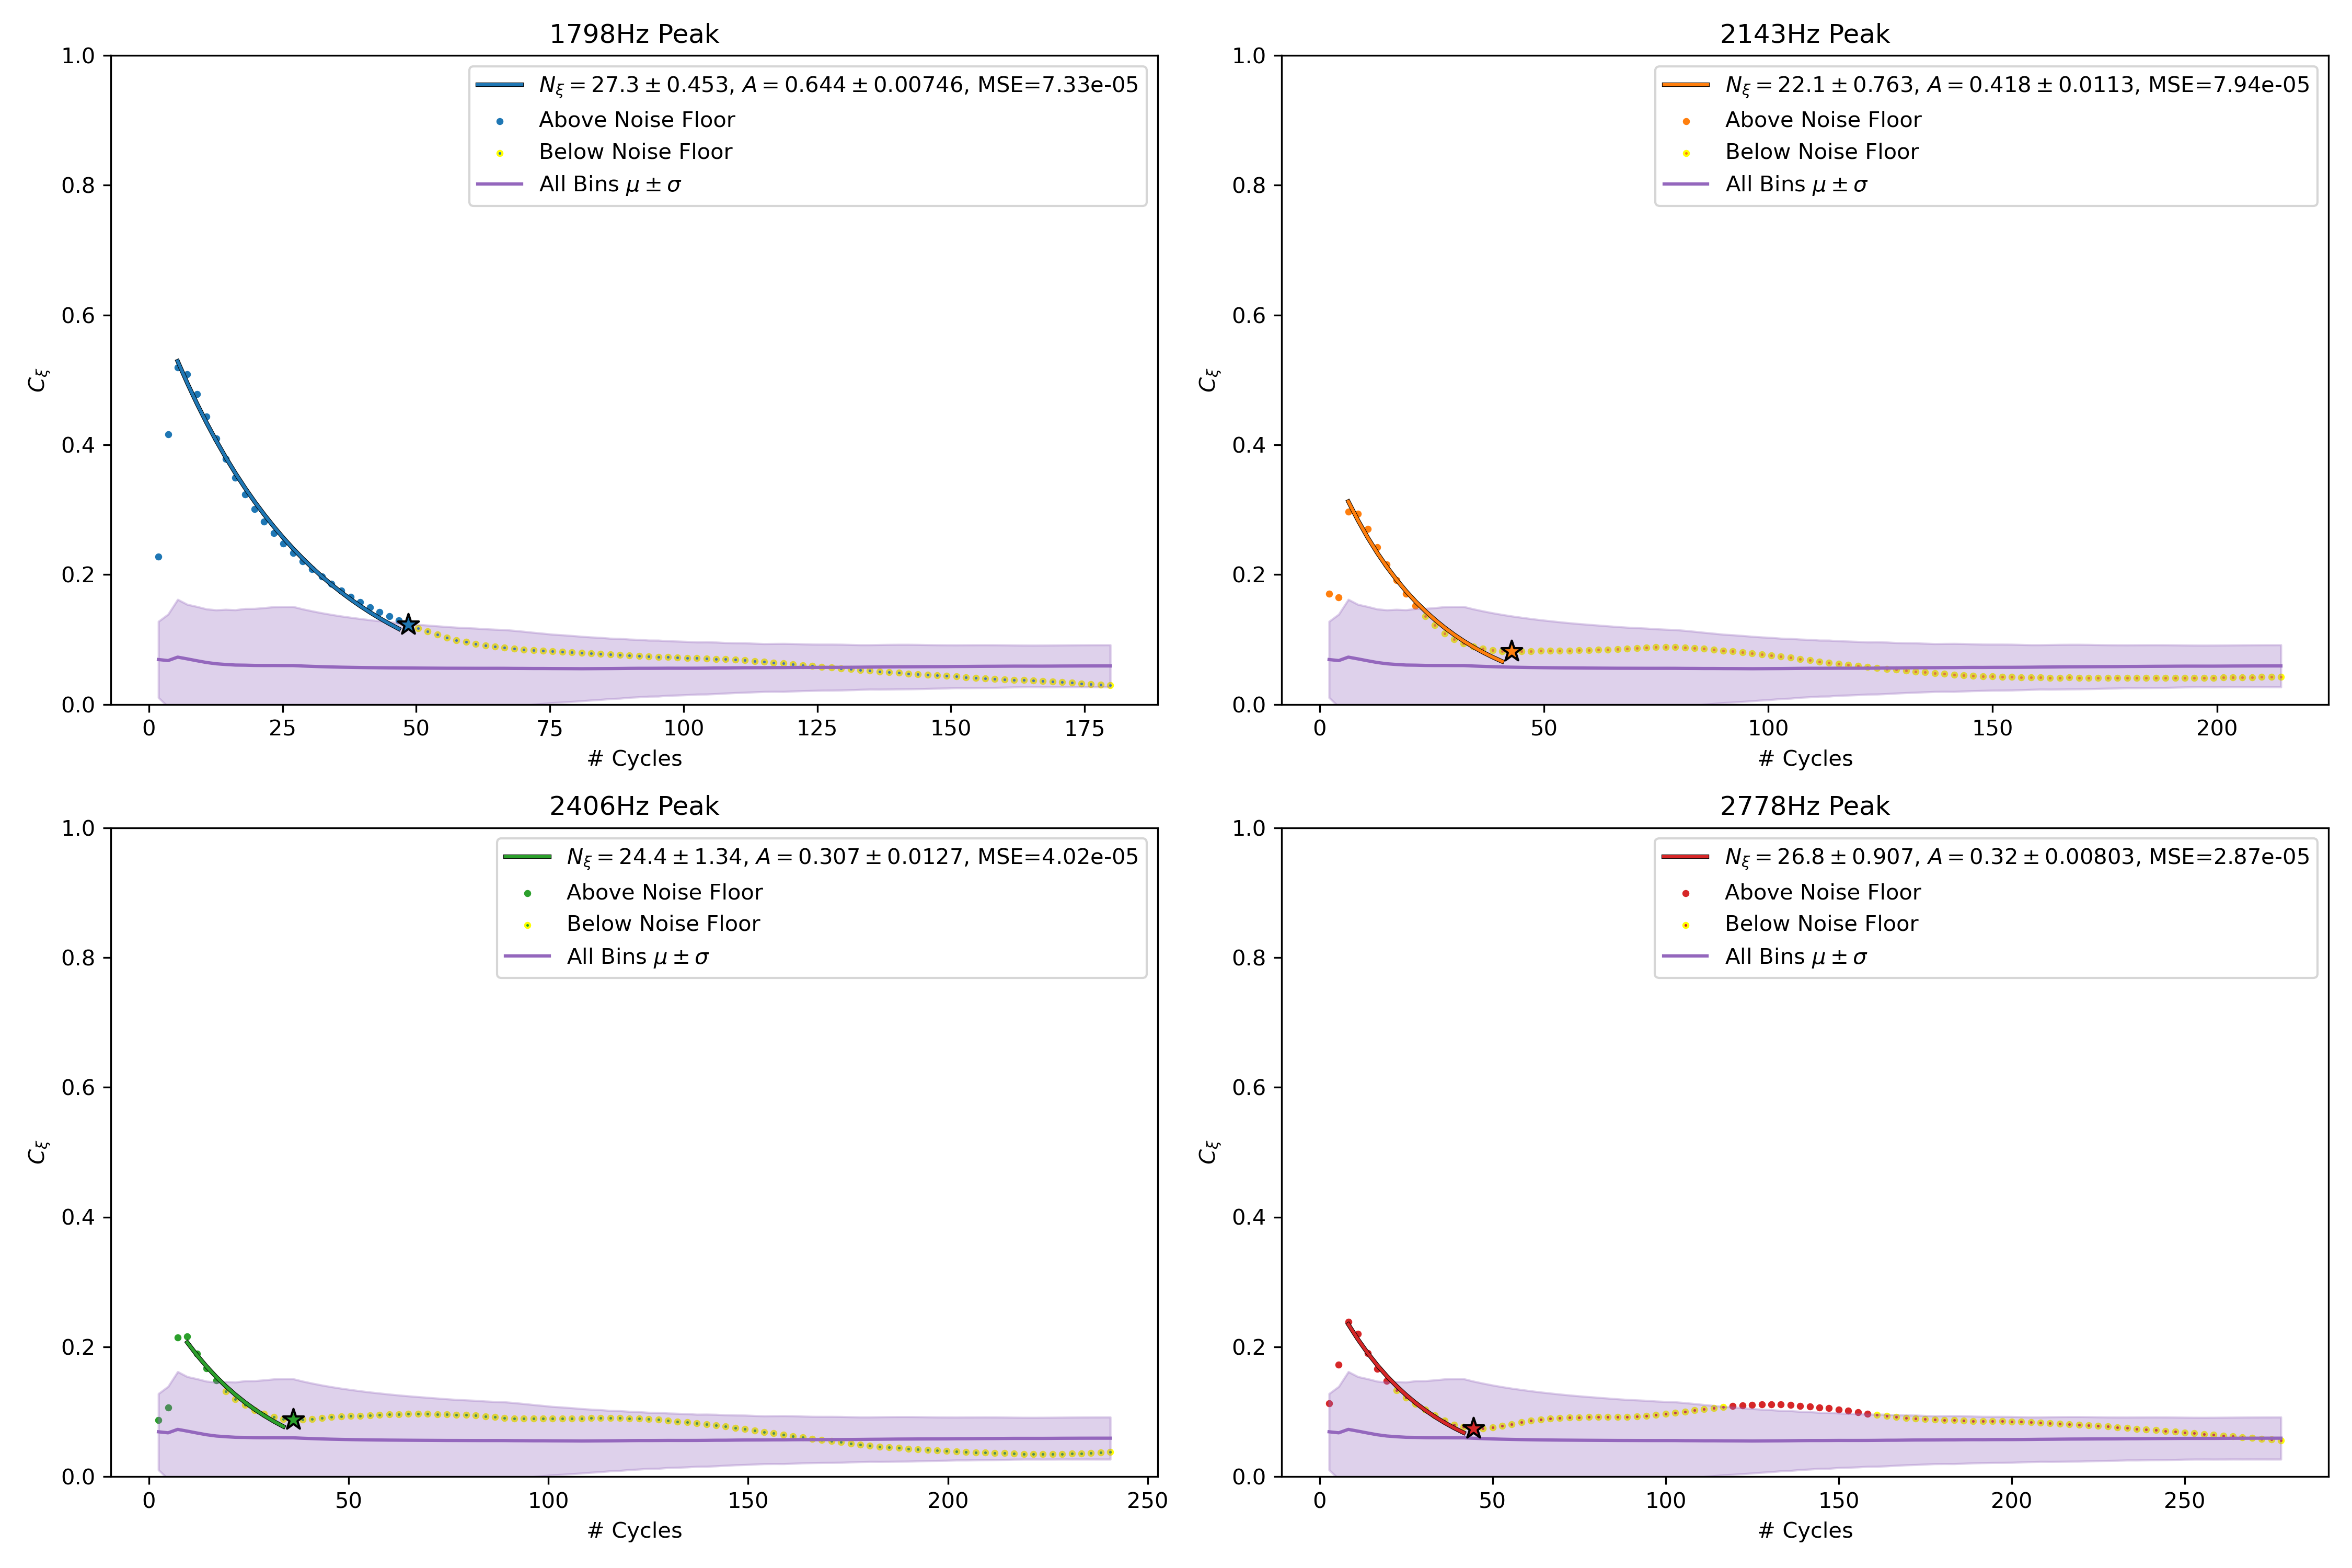 1798Hz Peak
1.0
0.8
0.6
0.4
0.2
0.0
C_ξ
N_ξ = 27.3 ± 0.453, A = 0.644 ± 0.00746, MSE=7.33e-05
Above Noise Floor
Below Noise Floor
All Bins μ ± σ
0 25 50 75 100 125 150 175
# Cycles
2143Hz Peak
1.0
0.8
0.6
0.4
0.2
0.0
C_ξ
N_ξ = 22.1 ± 0.763, A = 0.418 ± 0.0113, MSE=7.94e-05
Above Noise Floor
Below Noise Floor
All Bins μ ± σ
0 50 100 150 200
# Cycles
2406Hz Peak
1.0
0.8
0.6
0.4
0.2
0.0
C_ξ
N_ξ = 24.4 ± 1.34, A = 0.307 ± 0.0127, MSE=4.02e-05
Above Noise Floor
Below Noise Floor
All Bins μ ± σ
0 50 100 150 200 250
# Cycles
2778Hz Peak
1.0
0.8
0.6
0.4
0.2
0.0
C_ξ
N_ξ = 26.8 ± 0.907, A = 0.32 ± 0.00803, MSE=2.87e-05
Above Noise Floor
Below Noise Floor
All Bins μ ± σ
0 50 100 150 200 250
# Cycles